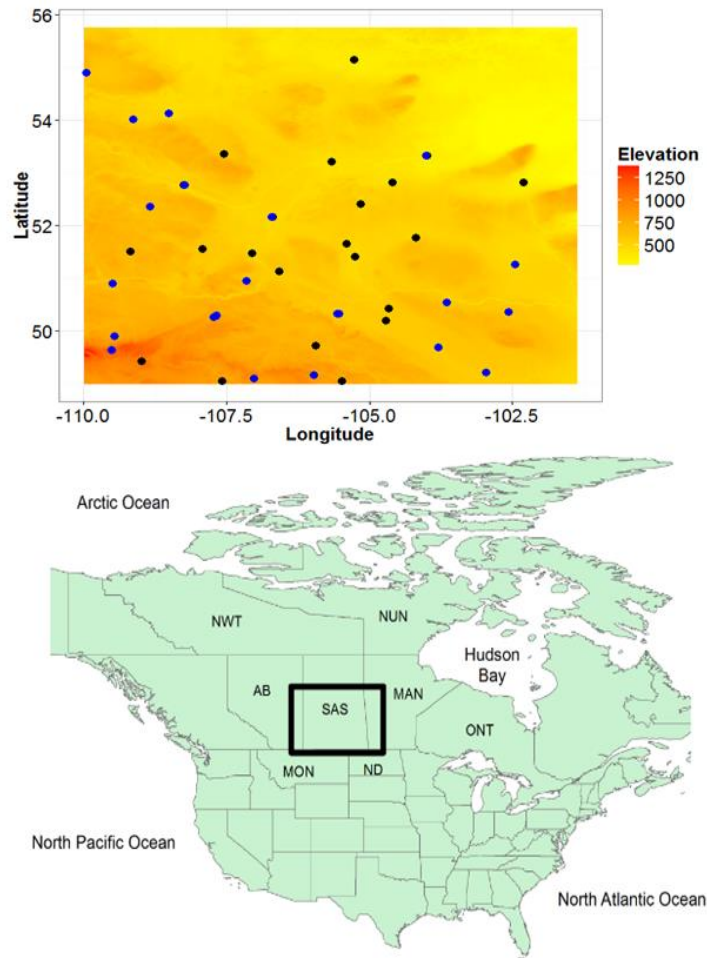 56
54
52
50
Latitude
-110.0 -107.5 -105.0 -102.5
Longitude
Elevation
1250
1000
750
500
Arctic Ocean
NWT
NUN
Hudson
Bay
AB
SAS
MAN
ONT
MON
ND
North Pacific Ocean
North Atlantic Ocean